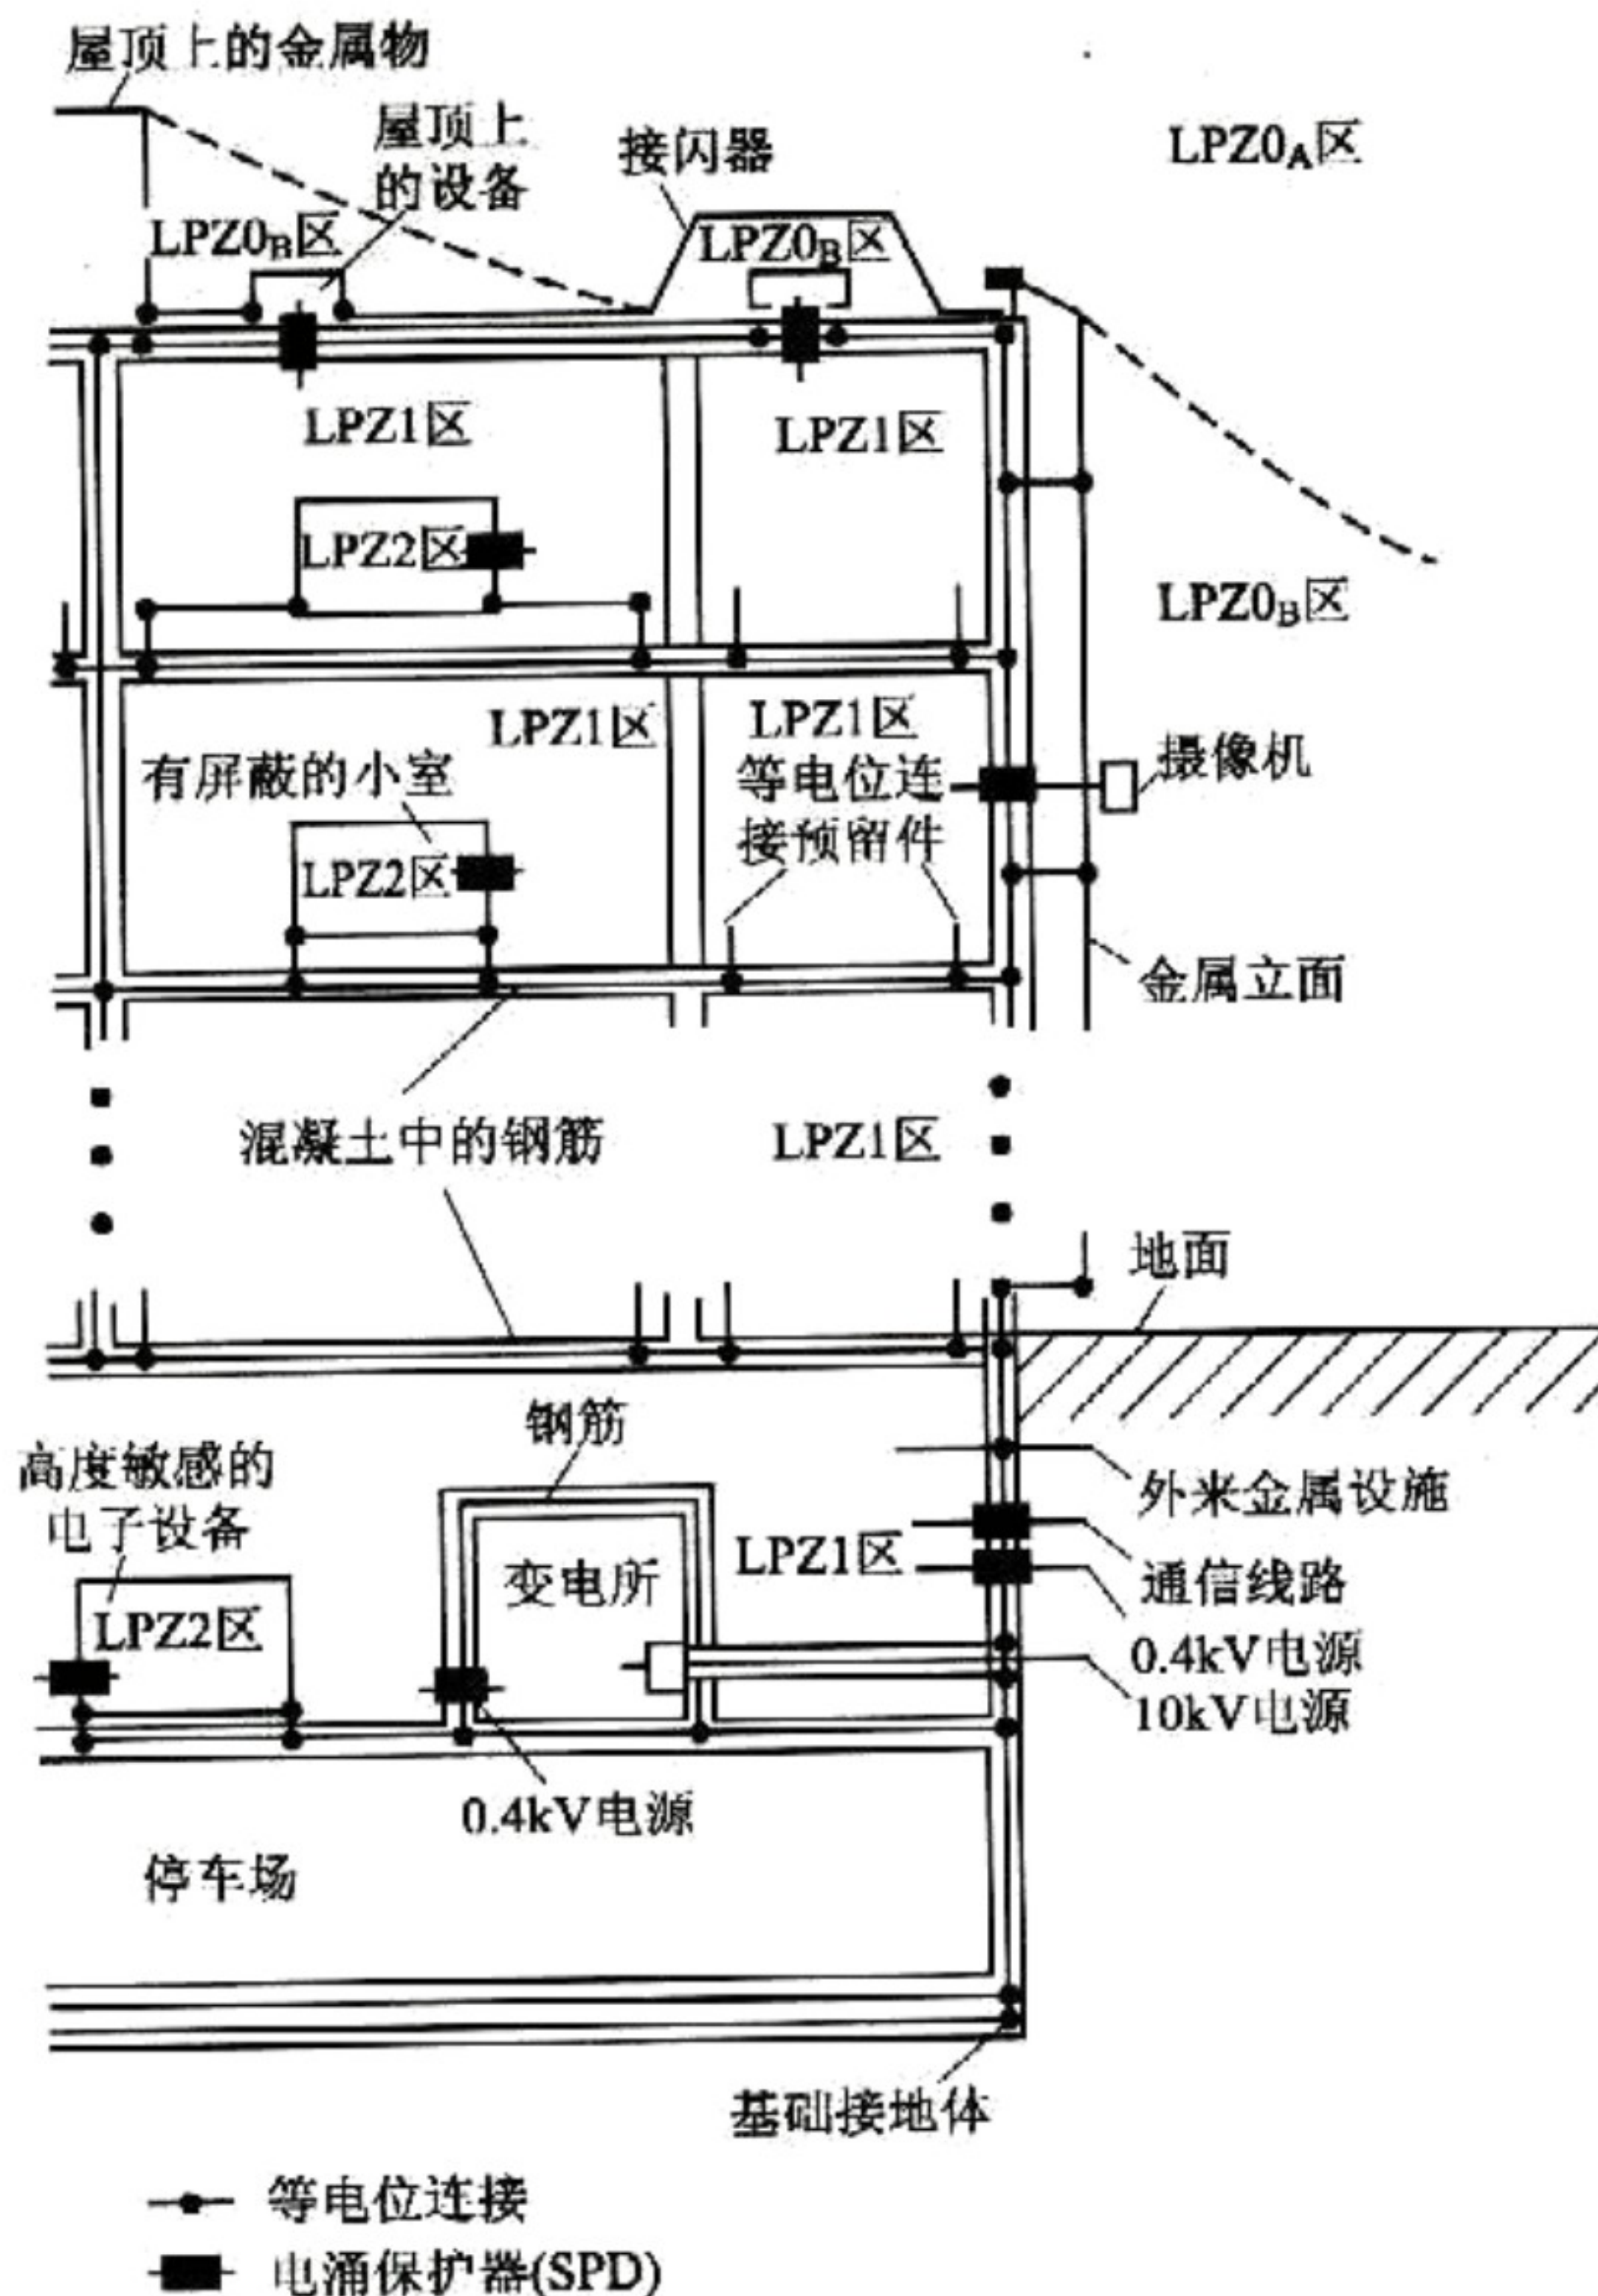 屋顶上的金属物
屋顶上
的设备
接闪器
LPZ0A区
LPZ0B区
LPZ0B区
LPZ1区
LPZ1区
LPZ2区
LPZ0B区
LPZ1区
LPZ1区
有屏蔽的小室
等电位连
接预留件
摄像机
LPZ2区
金属立面
混凝土中的钢筋
LPZ1区
地面
钢筋
高度敏感的
电子设备
外来金属设施
变电所
LPZ1区
通信线路
LPZ2区
0.4kV电源
10kV电源
0.4kV电源
停车场
基础接地体
等电位连接
电涌保护器(SPD)